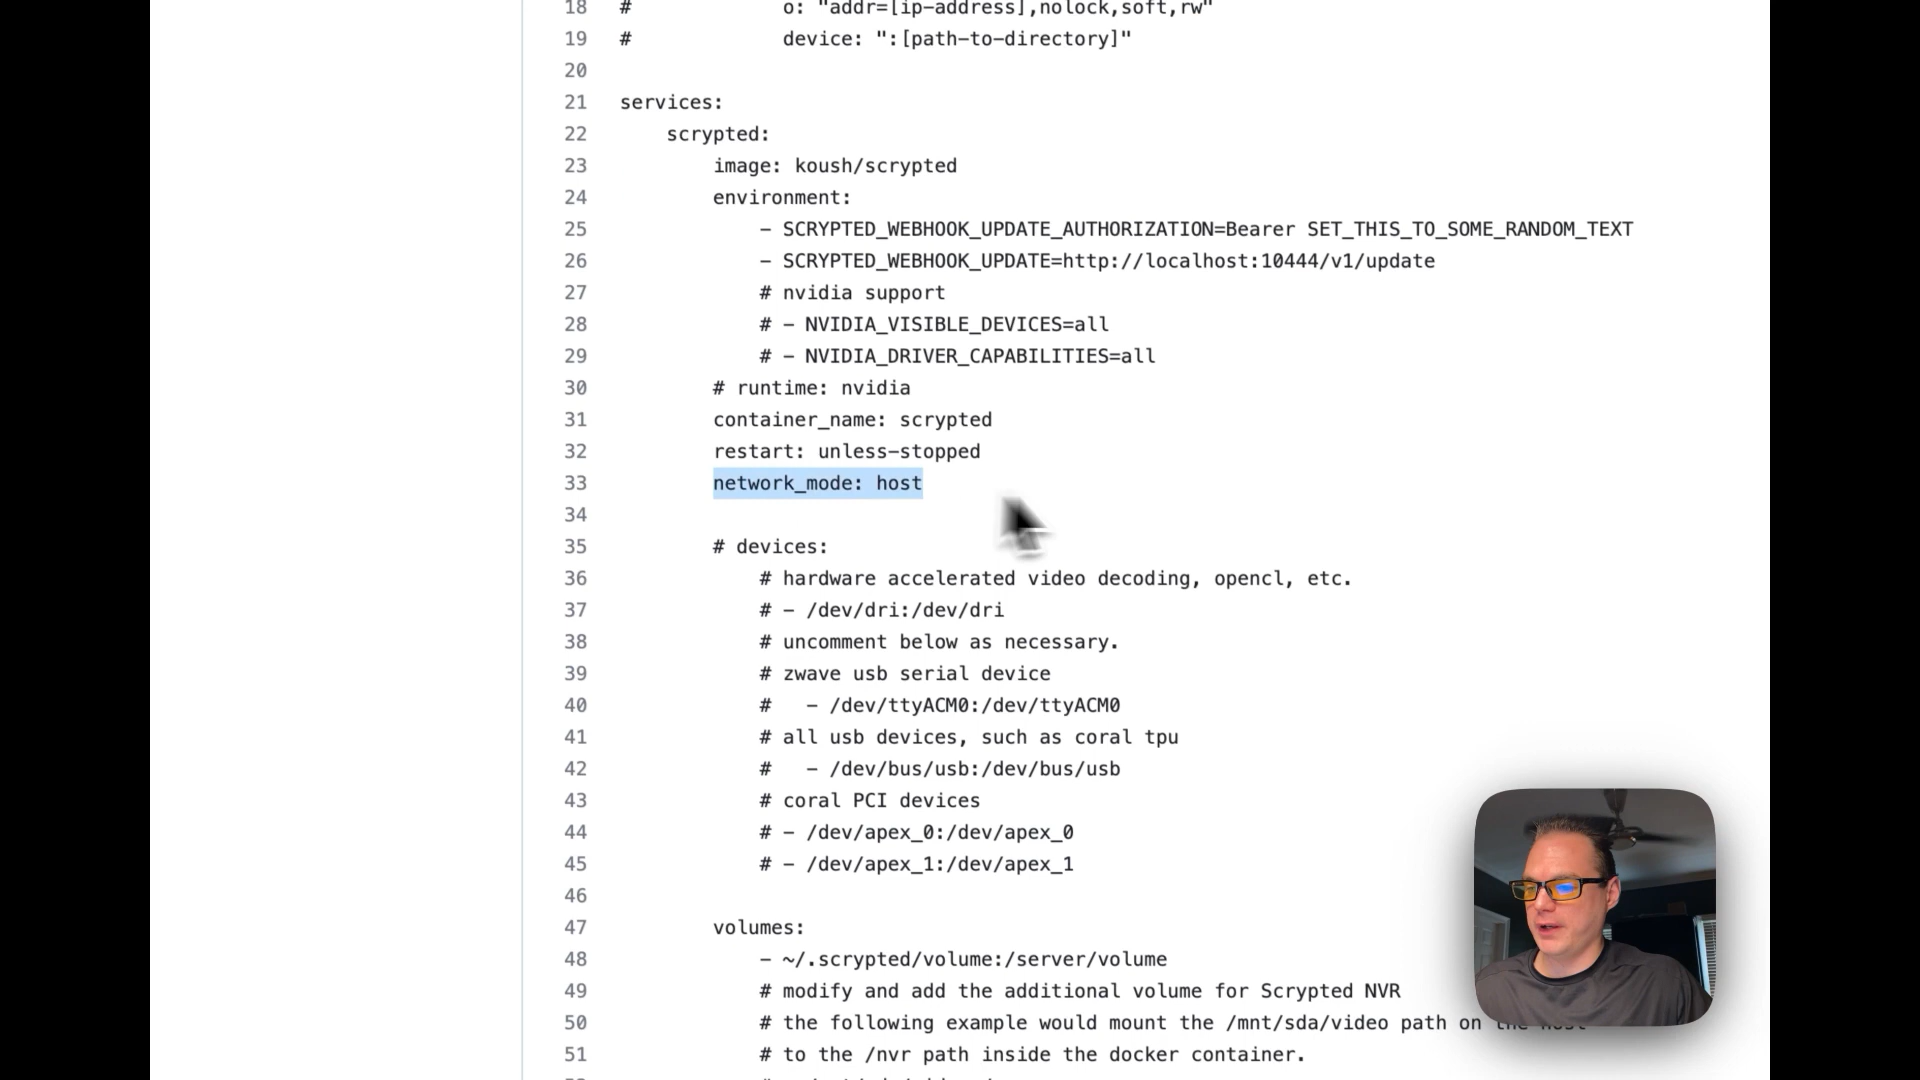 18 # o: "addr=[ip-address],nolock,soft,rw"
19 # device: ":[path-to-directory]"
20
21 services:
22 scrypted:
23 image: koush/scrypted
24 environment:
25 - SCRYPTED_WEBHOOK_UPDATE_AUTHORIZATION=Bearer SET_THIS_TO_SOME_RANDOM_TEXT
26 - SCRYPTED_WEBHOOK_UPDATE=http://localhost:10444/v1/update
27 # nvidia support
28 # - NVIDIA_VISIBLE_DEVICES=all
29 # - NVIDIA_DRIVER_CAPABILITIES=all
30 # runtime: nvidia
31 container_name: scrypted
32 restart: unless-stopped
33 network_mode: host
34
35 # devices:
36 # hardware accelerated video decoding, opencl, etc.
37 # - /dev/dri:/dev/dri
38 # uncomment below as necessary.
39 # zwave usb serial device
40 # - /dev/ttyACM0:/dev/ttyACM0
41 # all usb devices, such as coral tpu
42 # - /dev/bus/usb:/dev/bus/usb
43 # coral PCI devices
44 # - /dev/apex_0:/dev/apex_0
45 # - /dev/apex_1:/dev/apex_1
46
47 volumes:
48 - ~/.scrypted/volume:/server/volume
49 # modify and add the additional volume for Scrypted NVR
50 # the following example would mount the /mnt/sda/video path on the host
51 # to the /nvr path inside the docker container.